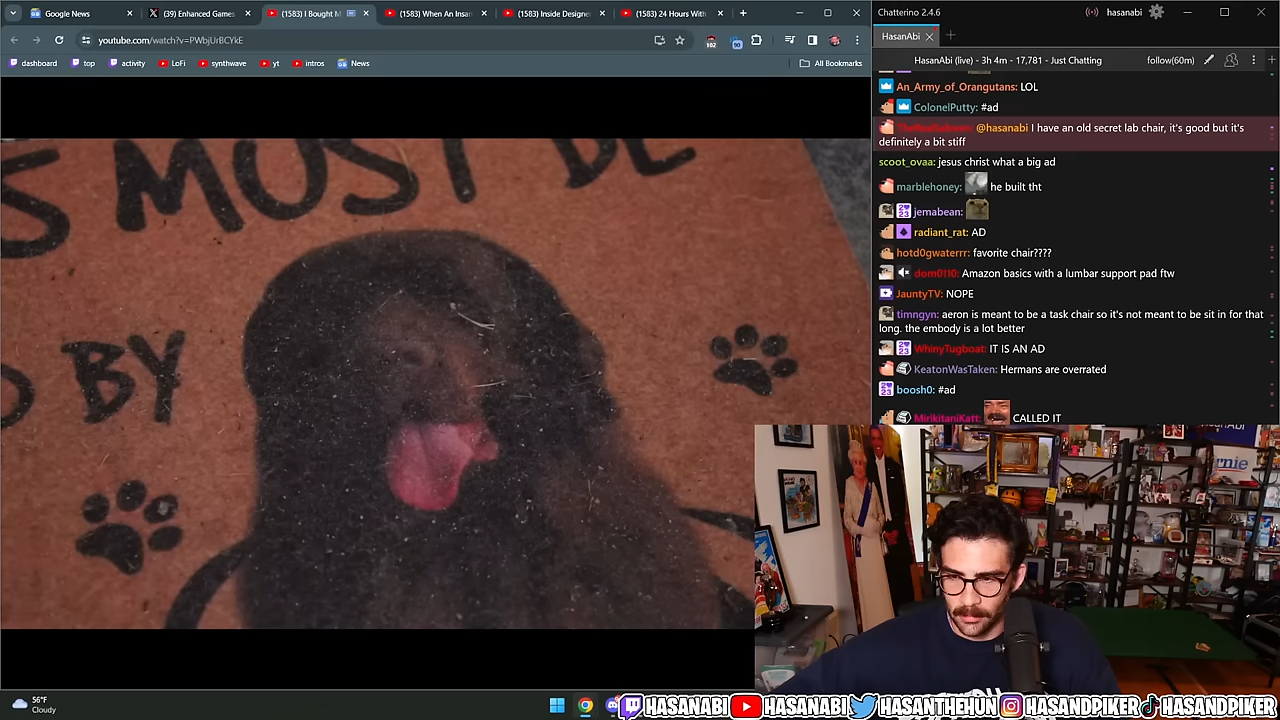 Google News
(39) Enhanced Games
(1583) I Bought M
(1583) When An Insan
(1583) Inside Designe
(1583) 24 Hours With
youtube.com/watch?v=PWbjUrBCYkE
102
90
dashboard
top
activity
LoFi
synthwave
yt
intros
News
All Bookmarks
S MUST BE
BY
56°F
Cloudy
Chatterino 2.4.6
hasanabi
HasanAbi
HasanAbi (live) - 3h 4m - 17,781 - Just Chatting
follow(60m)
An_Army_of_Orangutans: LOL
ColonelPutty: #ad
@hasanabi I have an old secret lab chair, it's good but it's
definitely a bit stiff
scoot_ovaa: jesus christ what a big ad
marblehoney: he built tht
jemabean:
radiant_rat: AD
hotd0gwaterrr: favorite chair????
dom0110: Amazon basics with a lumbar support pad ftw
JauntyTV: NOPE
timngyn: aeron is meant to be a task chair so it's not meant to be sit in for that
long. the embody is a lot better
WhinyTugboat: IT IS AN AD
KeatonWasTaken: Hermans are overrated
boosh0: #ad
MirikitaniKatt: CALLED IT
ernie
HASANABI
HASANABI
HASANTHEHUN
HASANDPIKER
HASANDPIKER